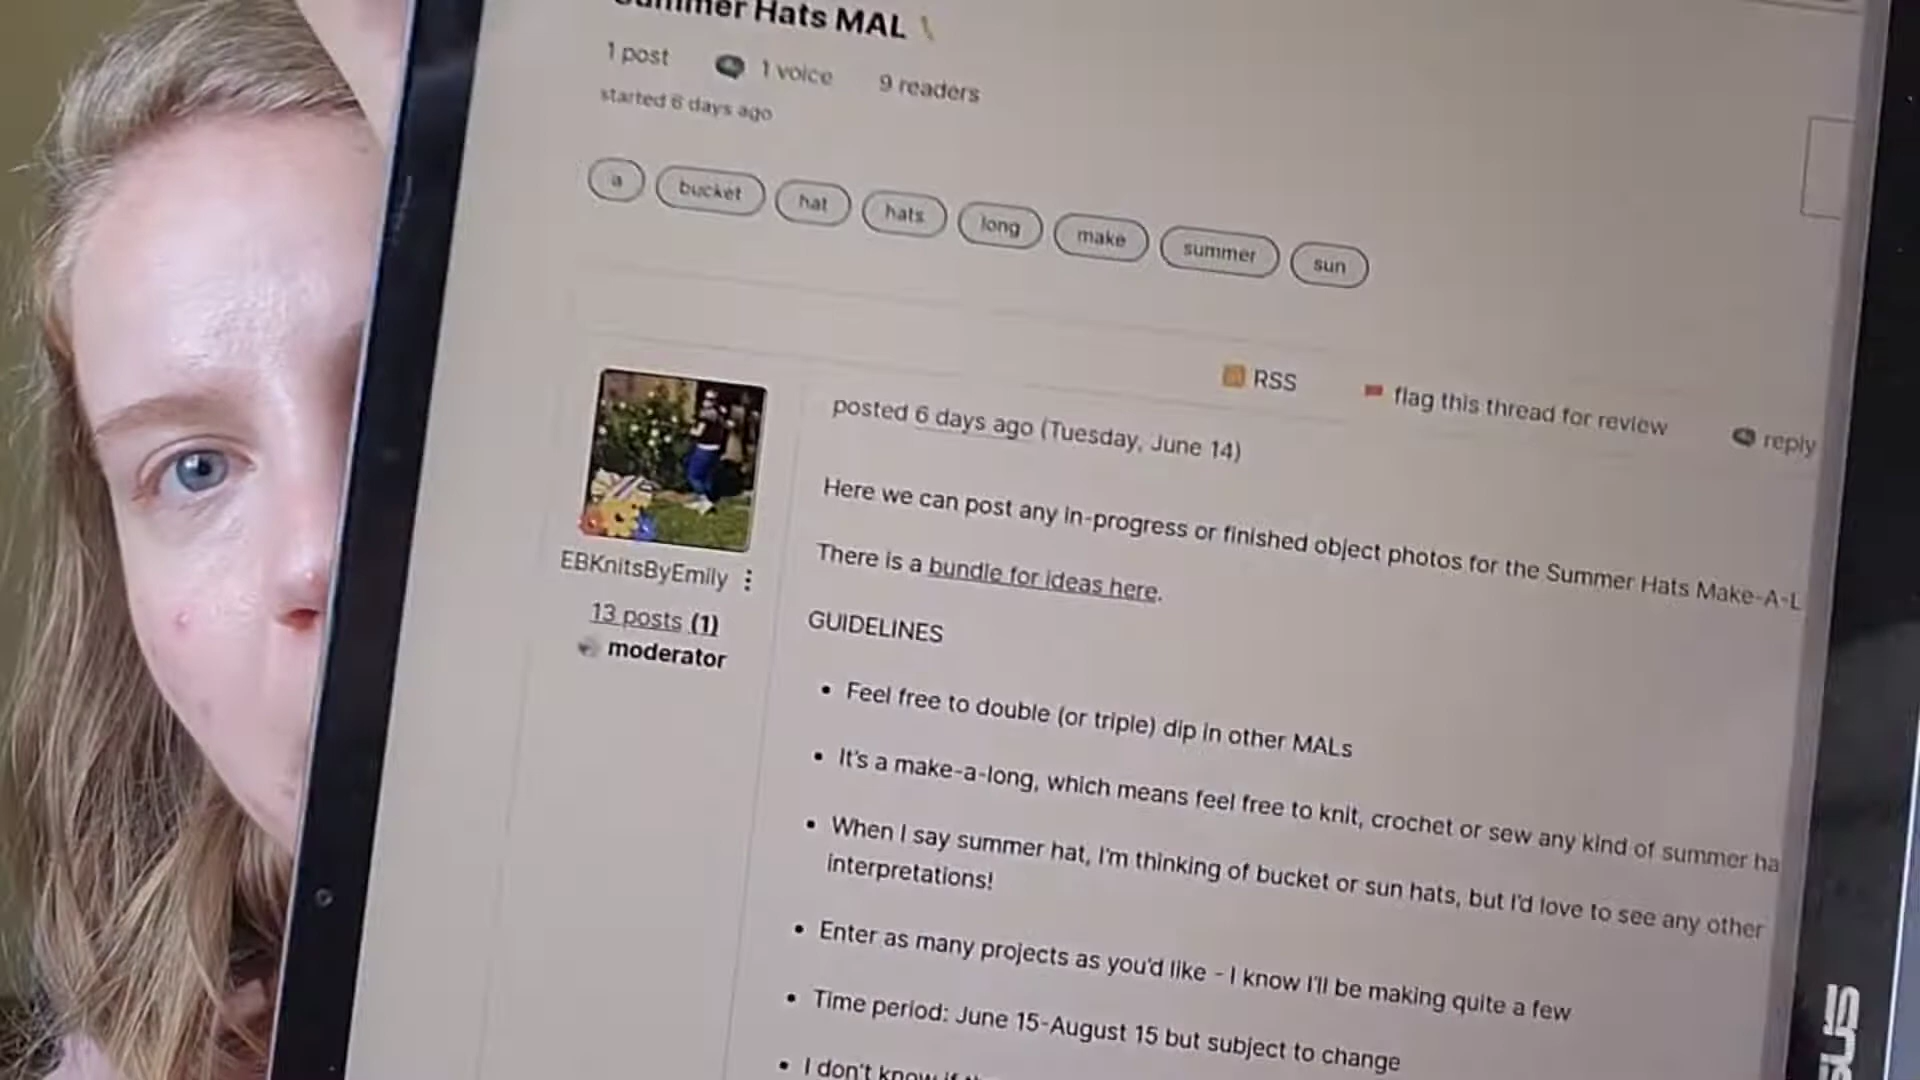 Summer Hats MAL
1 post 1 voice 9 readers
started 6 days ago
a bucket hat hats long make summer sun
RSS flag this thread for review reply
posted 6 days ago (Tuesday, June 14)
Here we can post any in-progress or finished object photos for the Summer Hats Make-A-L
There is a bundle for ideas here.
EBKnitsByEmily
13 posts (1)
moderator
GUIDELINES
• Feel free to double (or triple) dip in other MALs
• It's a make-a-long, which means feel free to knit, crochet or sew any kind of summer ha
• When I say summer hat, I'm thinking of bucket or sun hats, but I'd love to see any other
interpretations!
• Enter as many projects as you'd like - I know I'll be making quite a few
• Time period: June 15-August 15 but subject to change
• I don't know if
ASUS